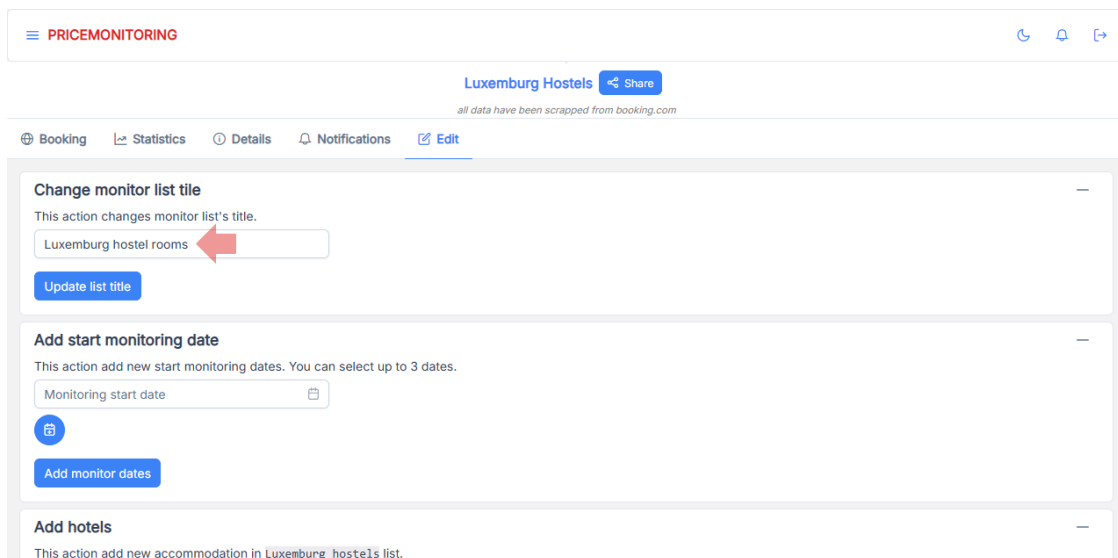 PRICEMONITORING
Luxemburg Hostels Share
all data have been scrapped from booking.com
Booking Statistics Details Notifications Edit
Change monitor list tile
This action changes monitor list's title.
Luxemburg hostel rooms
Update list title
Add start monitoring date
This action add new start monitoring dates. You can select up to 3 dates.
Monitoring start date
Add monitor dates
Add hotels
This action add new accommodation in Luxemburg hostels list.